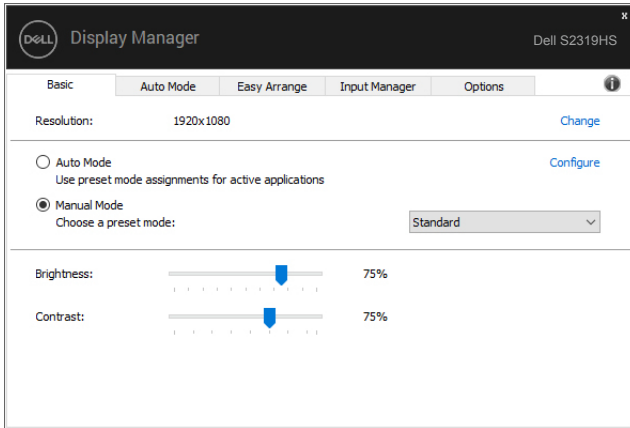 DELL Display Manager
x
Dell S2319HS
Basic Auto Mode Easy Arrange Input Manager Options i
Resolution: 1920x1080 Change
Auto Mode Configure
Use preset mode assignments for active applications
Manual Mode
Choose a preset mode: Standard
Brightness: 75%
Contrast: 75%